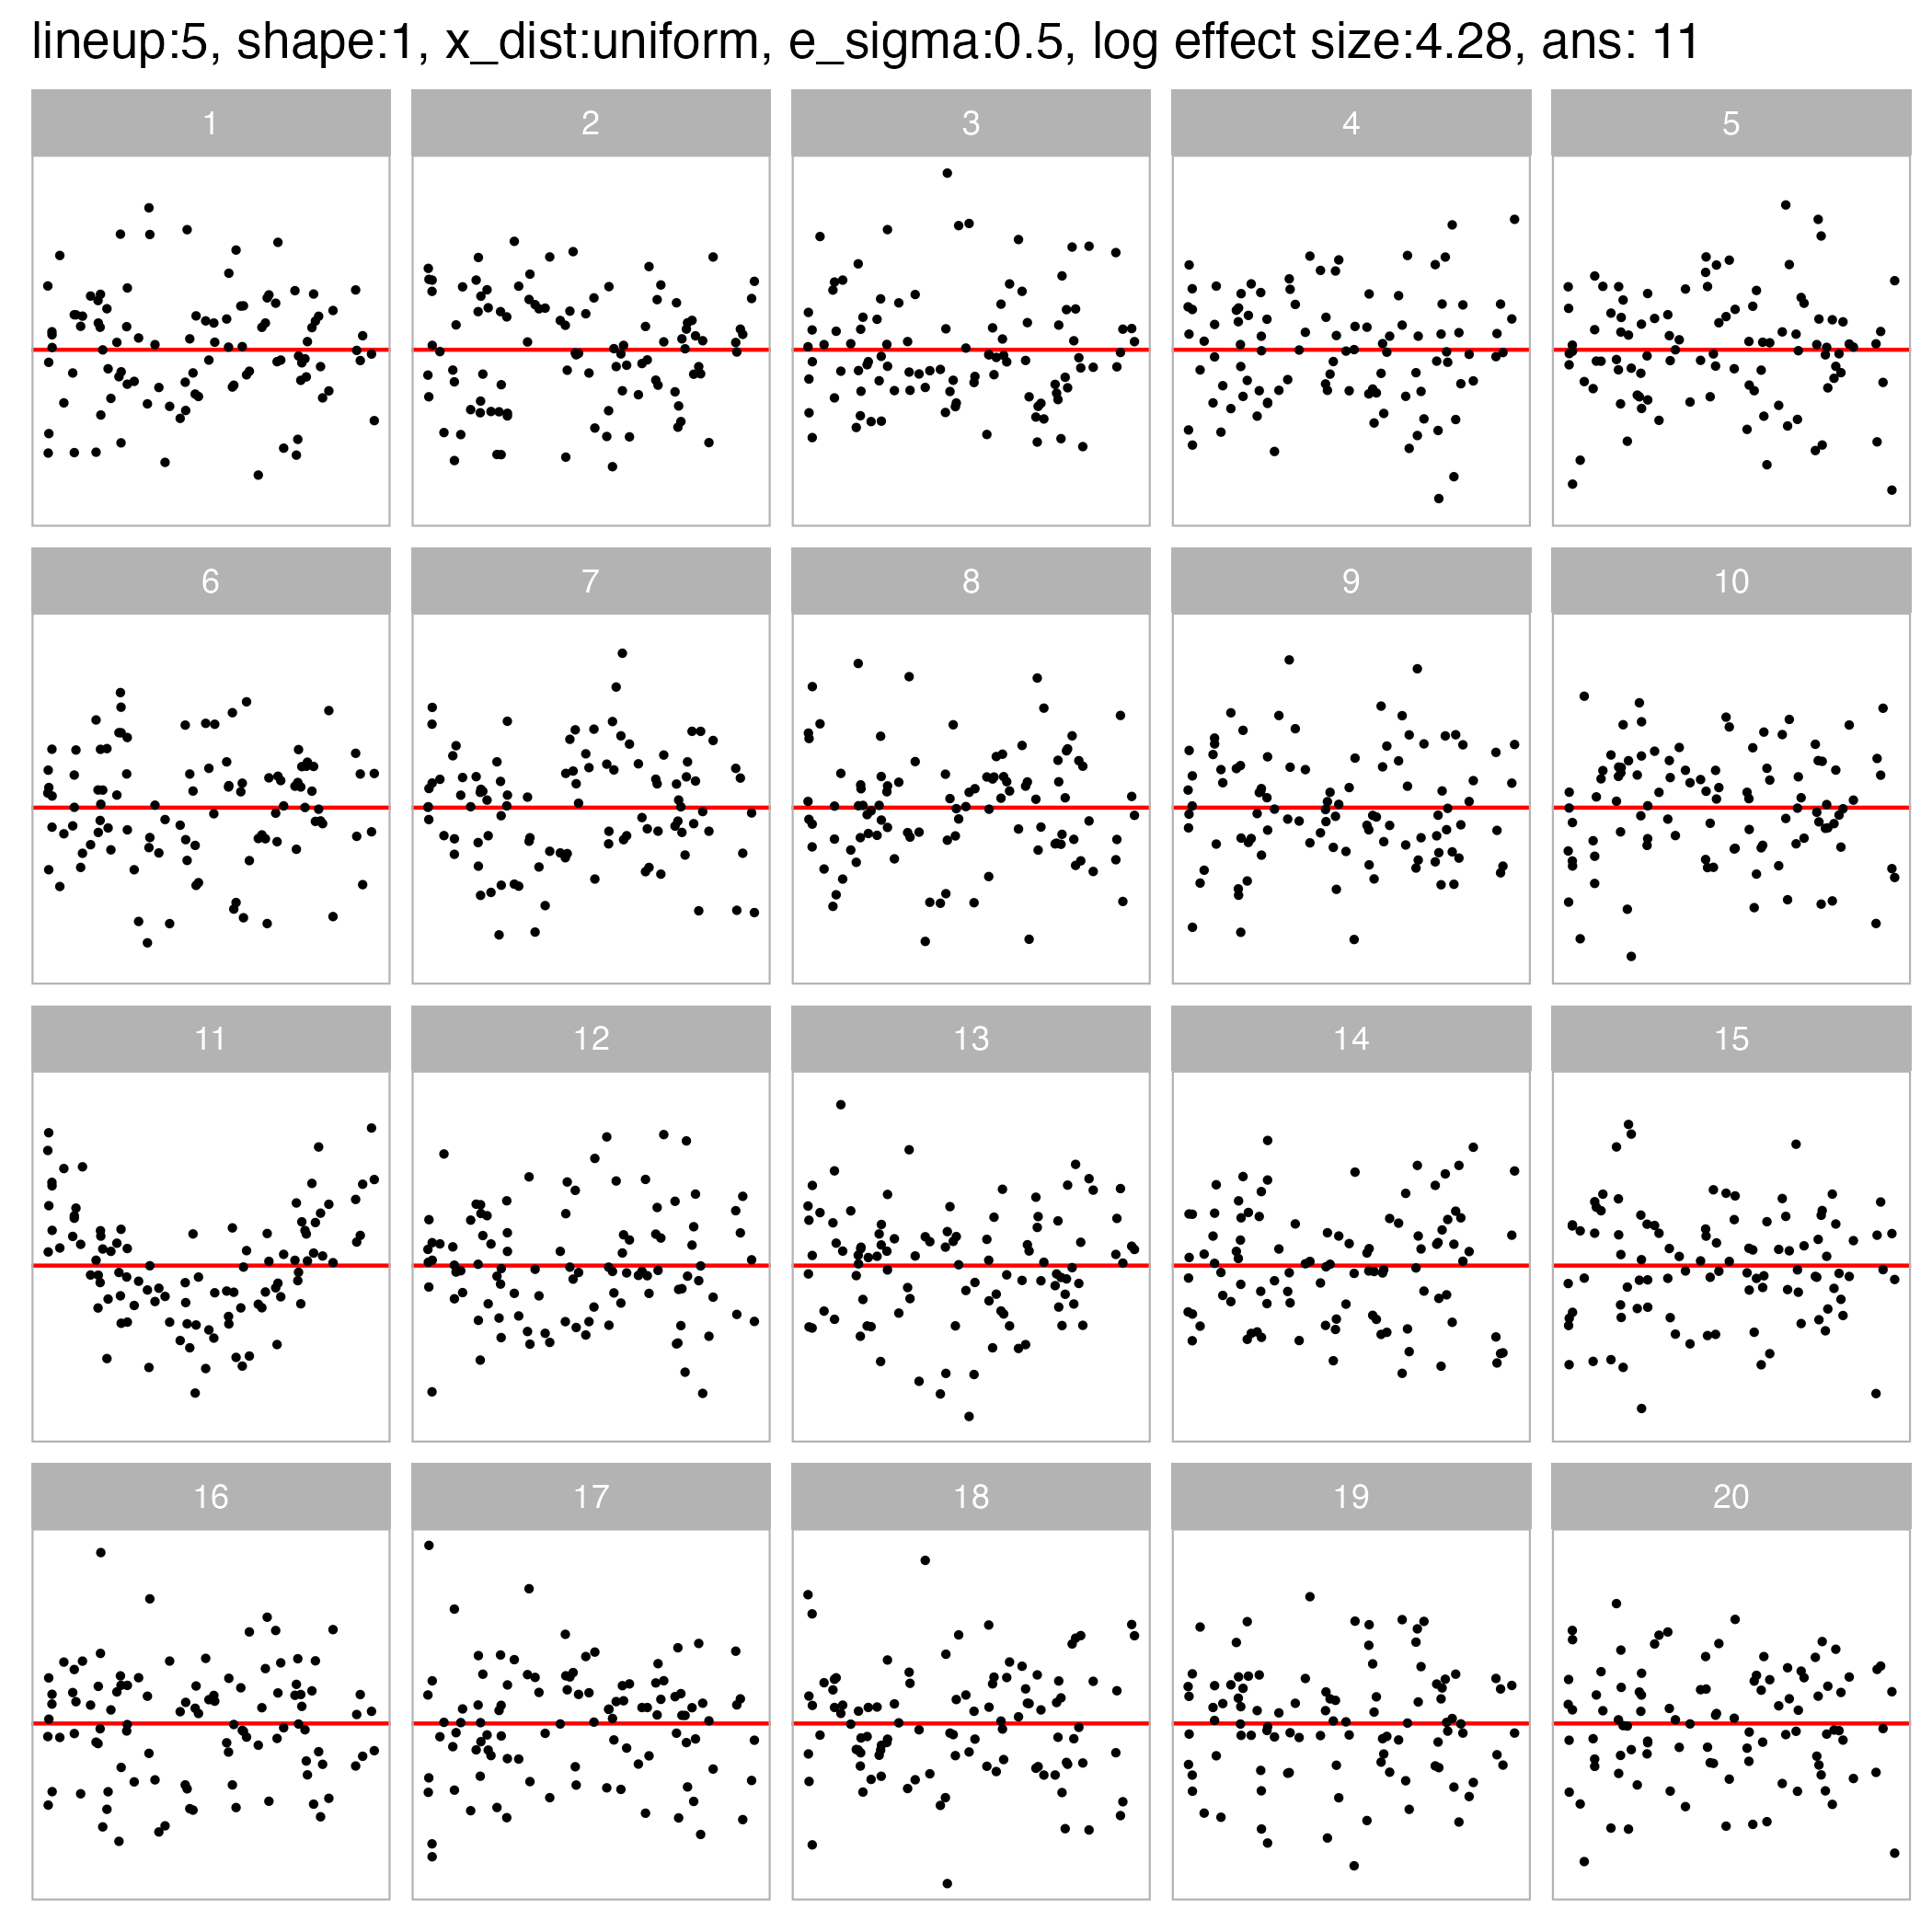 lineup:5, shape:1, x_dist:uniform, e_sigma:0.5, log effect size:4.28, ans: 11
1 2 3 4 5
6 7 8 9 10
11 12 13 14 15
16 17 18 19 20